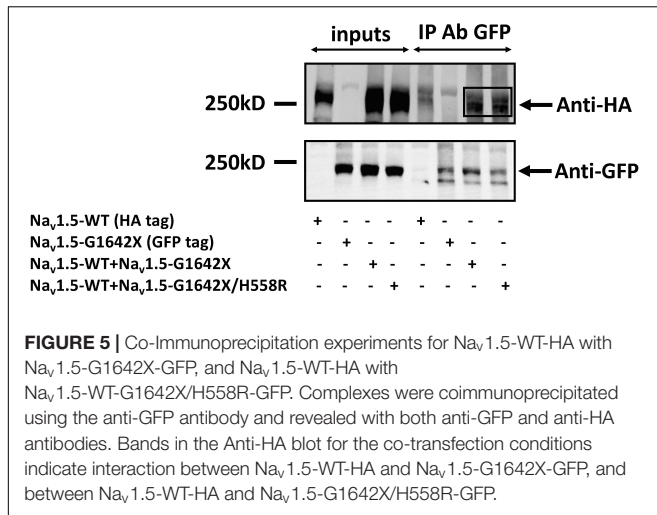 inputs IP Ab GFP
250kD Anti-HA
250kD Anti-GFP
Naᵥ1.5-WT (HA tag) + - - - + - - -
Naᵥ1.5-G1642X (GFP tag) - + - - - + - -
Naᵥ1.5-WT+Naᵥ1.5-G1642X - - + - - - + -
Naᵥ1.5-WT+Naᵥ1.5-G1642X/H558R - - - + - - - +
FIGURE 5 | Co-Immunoprecipitation experiments for Naᵥ1.5-WT-HA with
Naᵥ1.5-G1642X-GFP, and Naᵥ1.5-WT-HA with
Naᵥ1.5-WT-G1642X/H558R-GFP. Complexes were coimmunoprecipitated
using the anti-GFP antibody and revealed with both anti-GFP and anti-HA
antibodies. Bands in the Anti-HA blot for the co-transfection conditions
indicate interaction between Naᵥ1.5-WT-HA and Naᵥ1.5-G1642X-GFP, and
between Naᵥ1.5-WT-HA and Naᵥ1.5-G1642X/H558R-GFP.